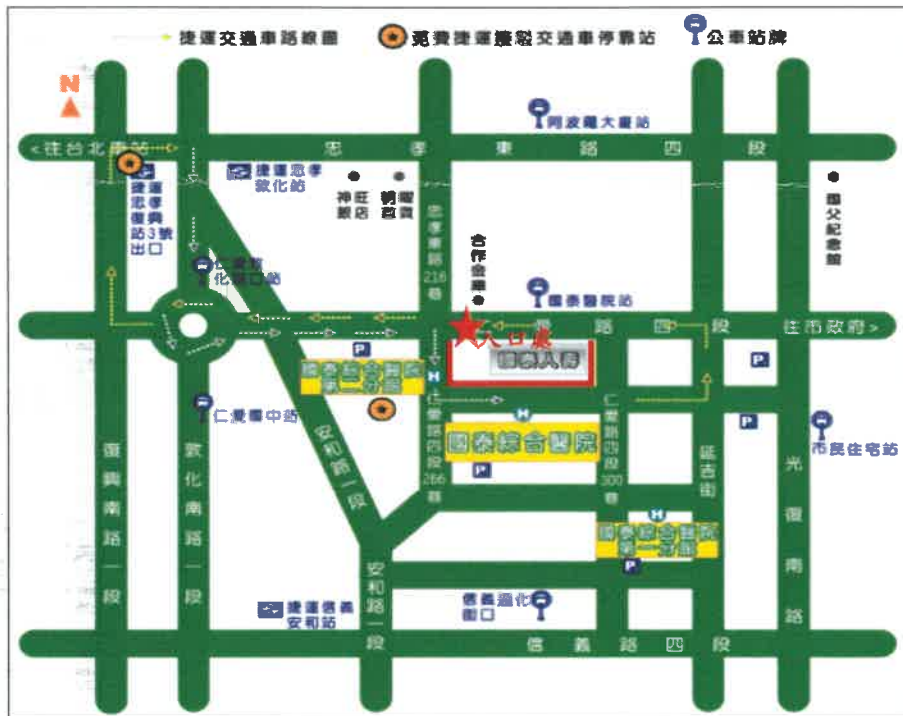 捷運交通車路線圖
免費捷運接駁交通車停靠站
公車站牌
N
阿波羅大廈站
<往台北車站
忠孝東路四段
捷運
忠孝
復興
站3號
出口
捷運忠孝
敦化站
神旺
飯店
忠孝東路216巷
合作金庫
國父紀念館
仁愛敦
化路口站
國泰醫院站
愛路四段
往市政府>
入口處
國泰人壽
P
國泰綜合醫院
第二分館
H
P
H
仁愛國中站
仁愛路四段266巷
國泰綜合醫院
仁愛路四段300巷
P
市民住宅站
P
安和路一段
延吉街
復興南路一段
敦化南路一段
光復南路
H
國泰綜合醫院
第一分館
P
安和路一段
捷運信義
安和站
信義通化
街口
信義路四段